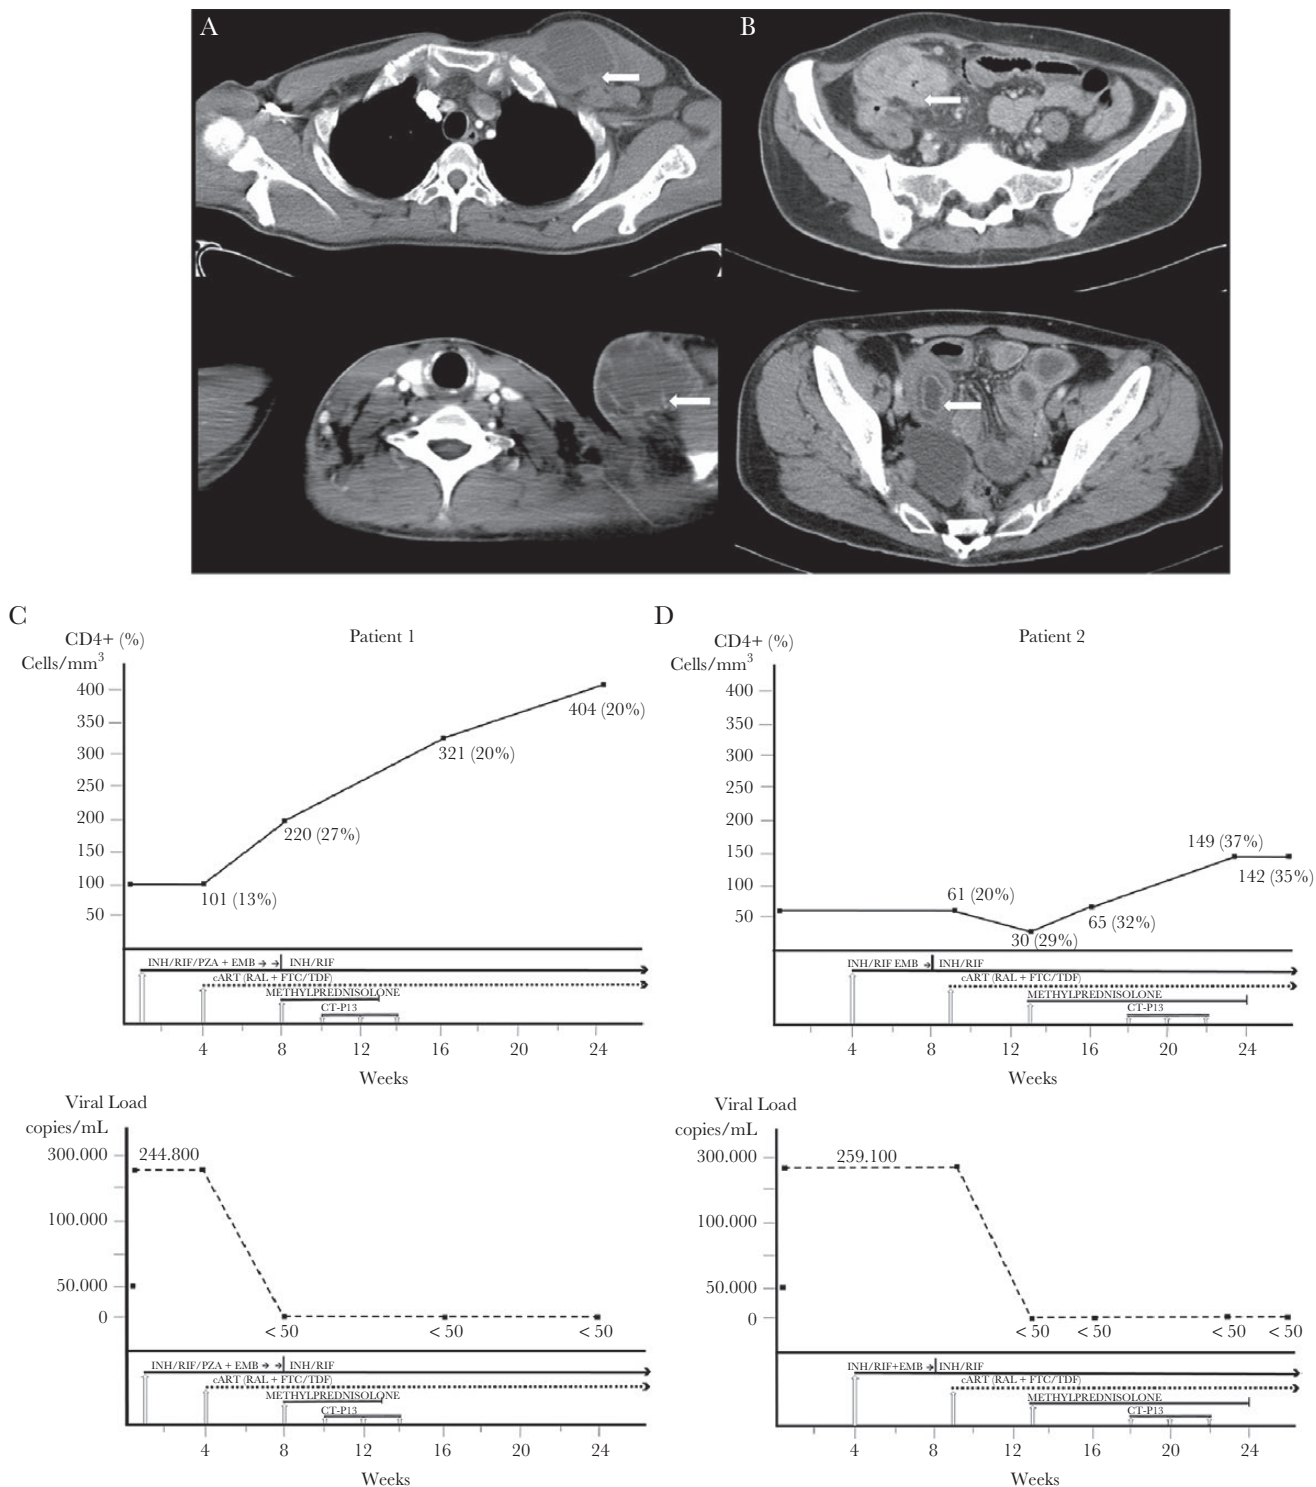 A
B
C
CD4+ (%)
Cells/mm3
Patient 1
400
350
300
250
200
150
100
50
404 (20%)
321 (20%)
220 (27%)
101 (13%)
INH/RIF/PZA + EMB → → INH/RIF
cART (RAL + FTC/TDF)
METHYLPREDNISOLONE
CT-P13
4 8 12 16 20 24
Weeks
Viral Load
copies/mL
300.000
100.000
50.000
0
244.800
< 50 < 50 < 50
INH/RIF/PZA + EMB → → INH/RIF
cART (RAL + FTC/TDF)
METHYLPREDNISOLONE
CT-P13
4 8 12 16 20 24
Weeks
D
CD4+ (%)
Cells/mm3
Patient 2
400
350
300
250
200
150
100
50
149 (37%)
142 (35%)
61 (20%)
65 (32%)
30 (29%)
INH/RIF EMB → INH/RIF
cART (RAL + FTC/TDF)
METHYLPREDNISOLONE
CT-P13
4 8 12 16 20 24
Weeks
Viral Load
copies/mL
300.000
100.000
50.000
0
259.100
< 50 < 50 < 50 < 50
INH/RIF+EMB → INH/RIF
cART (RAL + FTC/TDF)
METHYLPREDNISOLONE
CT-P13
4 8 12 16 20 24
Weeks